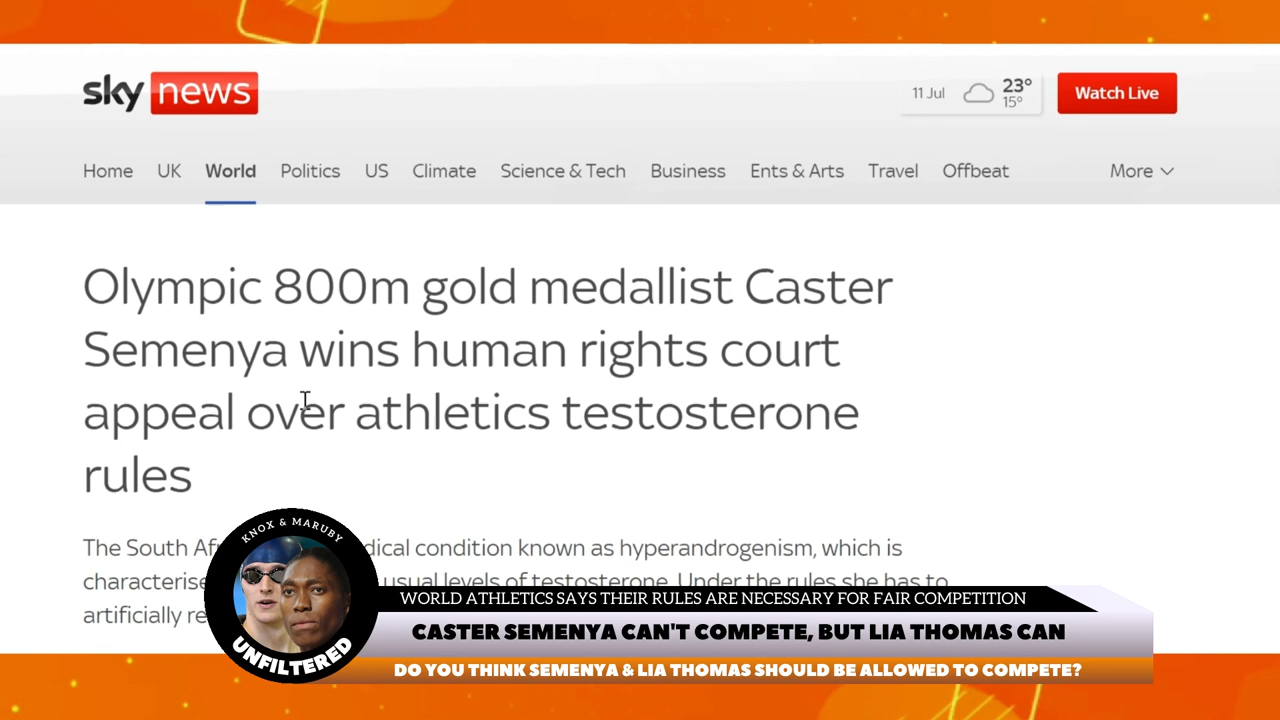 sky news
11 Jul 23° 15°
Watch Live
Home UK World Politics US Climate Science & Tech Business Ents & Arts Travel Offbeat More
Olympic 800m gold medallist Caster
Semenya wins human rights court
appeal over athletics testosterone
rules
The South condition known as hyperandrogenism, which is
usual levels of testosterone. Under the rules she has to
artificially
KNOX & MARUBY
UNFILTERED
WORLD ATHLETICS SAYS THEIR RULES ARE NECESSARY FOR FAIR COMPETITION
CASTER SEMENYA CAN'T COMPETE, BUT LIA THOMAS CAN
DO YOU THINK SEMENYA & LIA THOMAS SHOULD BE ALLOWED TO COMPETE?